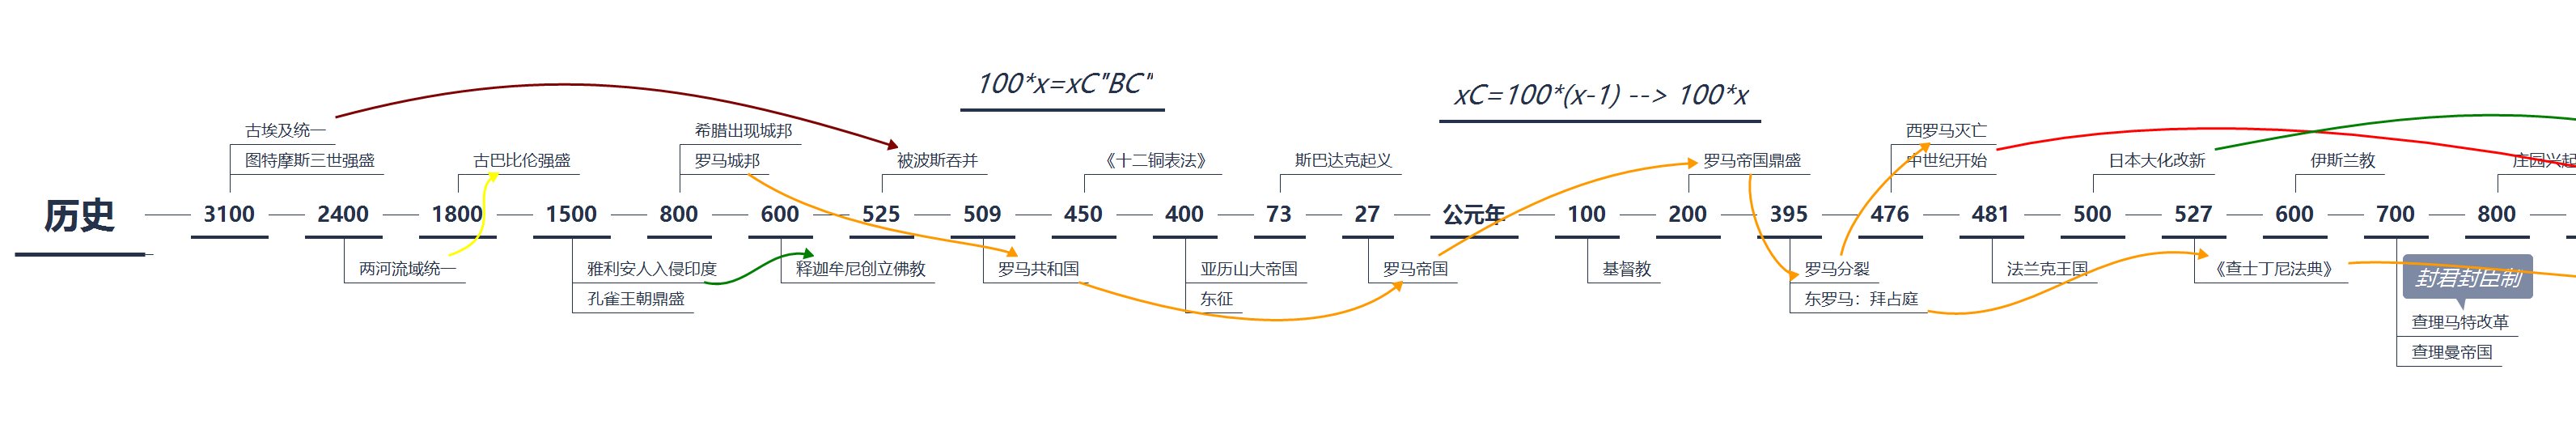 100*x=xC"BC"
xC=100*(x-1) --> 100*x
古埃及统一
希腊出现城邦
西罗马灭亡
图特摩斯三世强盛
古巴比伦强盛
罗马城邦
被波斯吞并
《十二铜表法》
斯巴达克起义
罗马帝国鼎盛
中世纪开始
日本大化改新
伊斯兰教
庄园兴起
历史
3100 2400 1800 1500 800 600 525 509 450 400 73 27 公元年 100 200 395 476 481 500 527 600 700 800
两河流域统一
雅利安人入侵印度
释迦牟尼创立佛教
罗马共和国
亚历山大帝国
罗马帝国
基督教
罗马分裂
法兰克王国
《查士丁尼法典》
封君封臣制
孔雀王朝鼎盛
东征
东罗马：拜占庭
查理马特改革
查理曼帝国